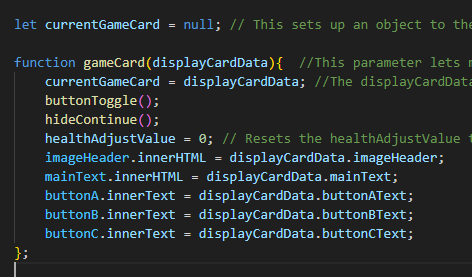 let currentGameCard = null; // This sets up an object to the
function gameCard(displayCardData){  //This parameter lets
    currentGameCard = displayCardData; //The displayCardData
    buttonToggle();
    hideContinue();
    healthAdjustValue = 0; // Resets the healthAdjustValue
    imageHeader.innerHTML = displayCardData.imageHeader;
    mainText.innerHTML = displayCardData.mainText;
    buttonA.innerText = displayCardData.buttonAText;
    buttonB.innerText = displayCardData.buttonBText;
    buttonC.innerText = displayCardData.buttonCText;
};